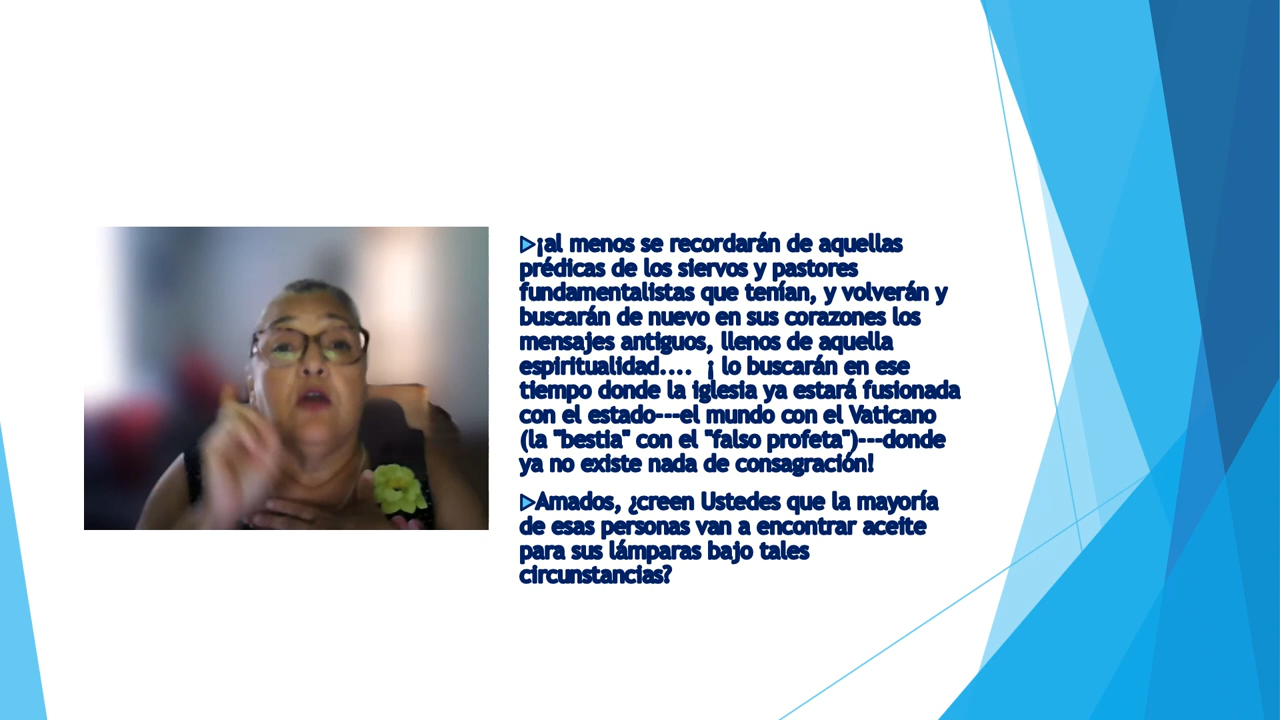 ¡al menos se recordarán de aquellas
prédicas de los siervos y pastores
fundamentalistas que tenían, y volverán y
buscarán de nuevo en sus corazones los
mensajes antiguos, llenos de aquella
espiritualidad.... ¡ lo buscarán en ese
tiempo donde la iglesia ya estará fusionada
con el estado---el mundo con el Vaticano
(la "bestia" con el "falso profeta")---donde
ya no existe nada de consagración!
Amados, ¿creen Ustedes que la mayoría
de esas personas van a encontrar aceite
para sus lámparas bajo tales
circunstancias?